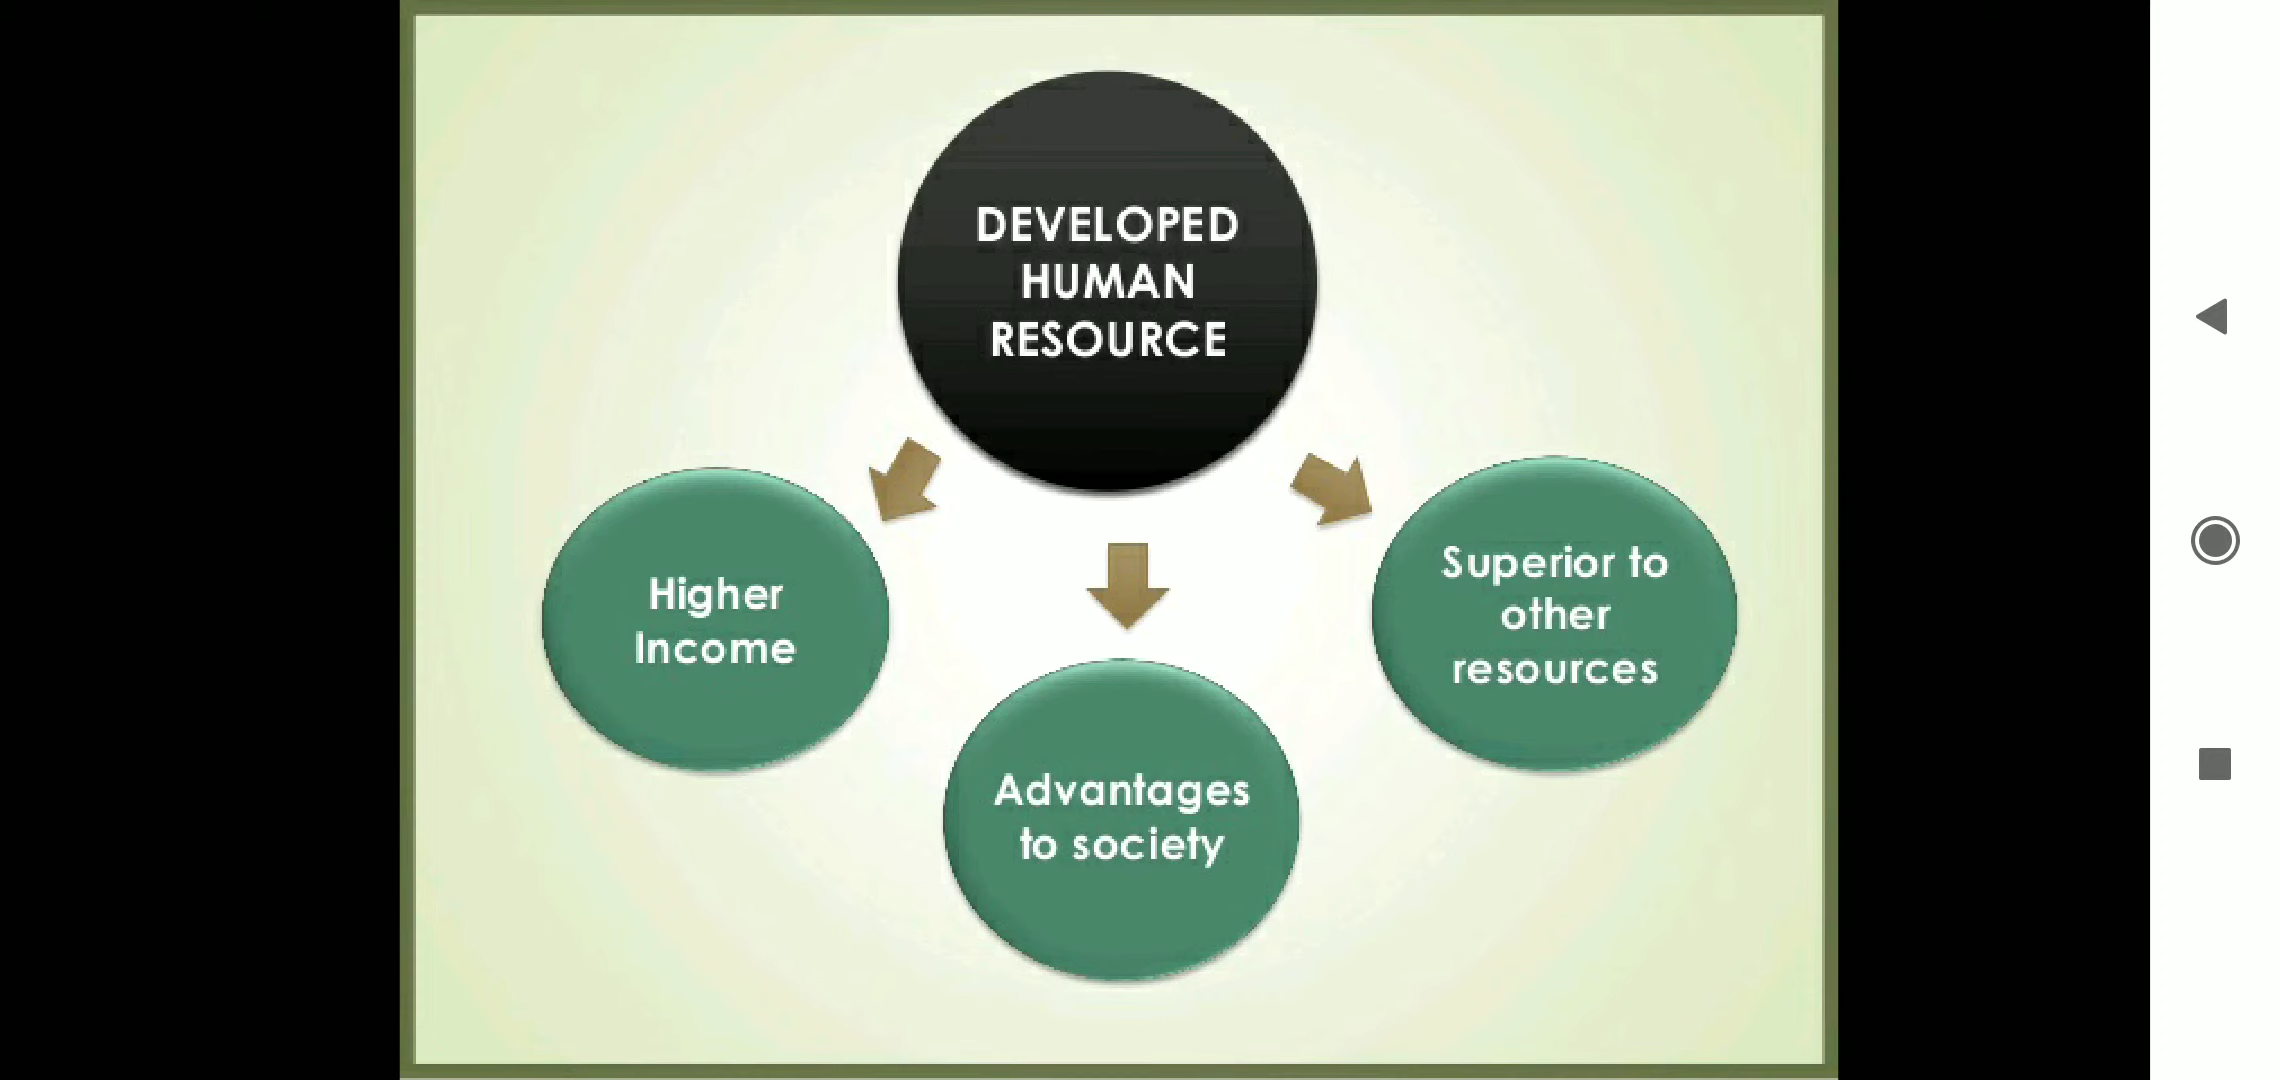 DEVELOPED
HUMAN
RESOURCE
Higher
Income
Advantages
to society
Superior to
other
resources